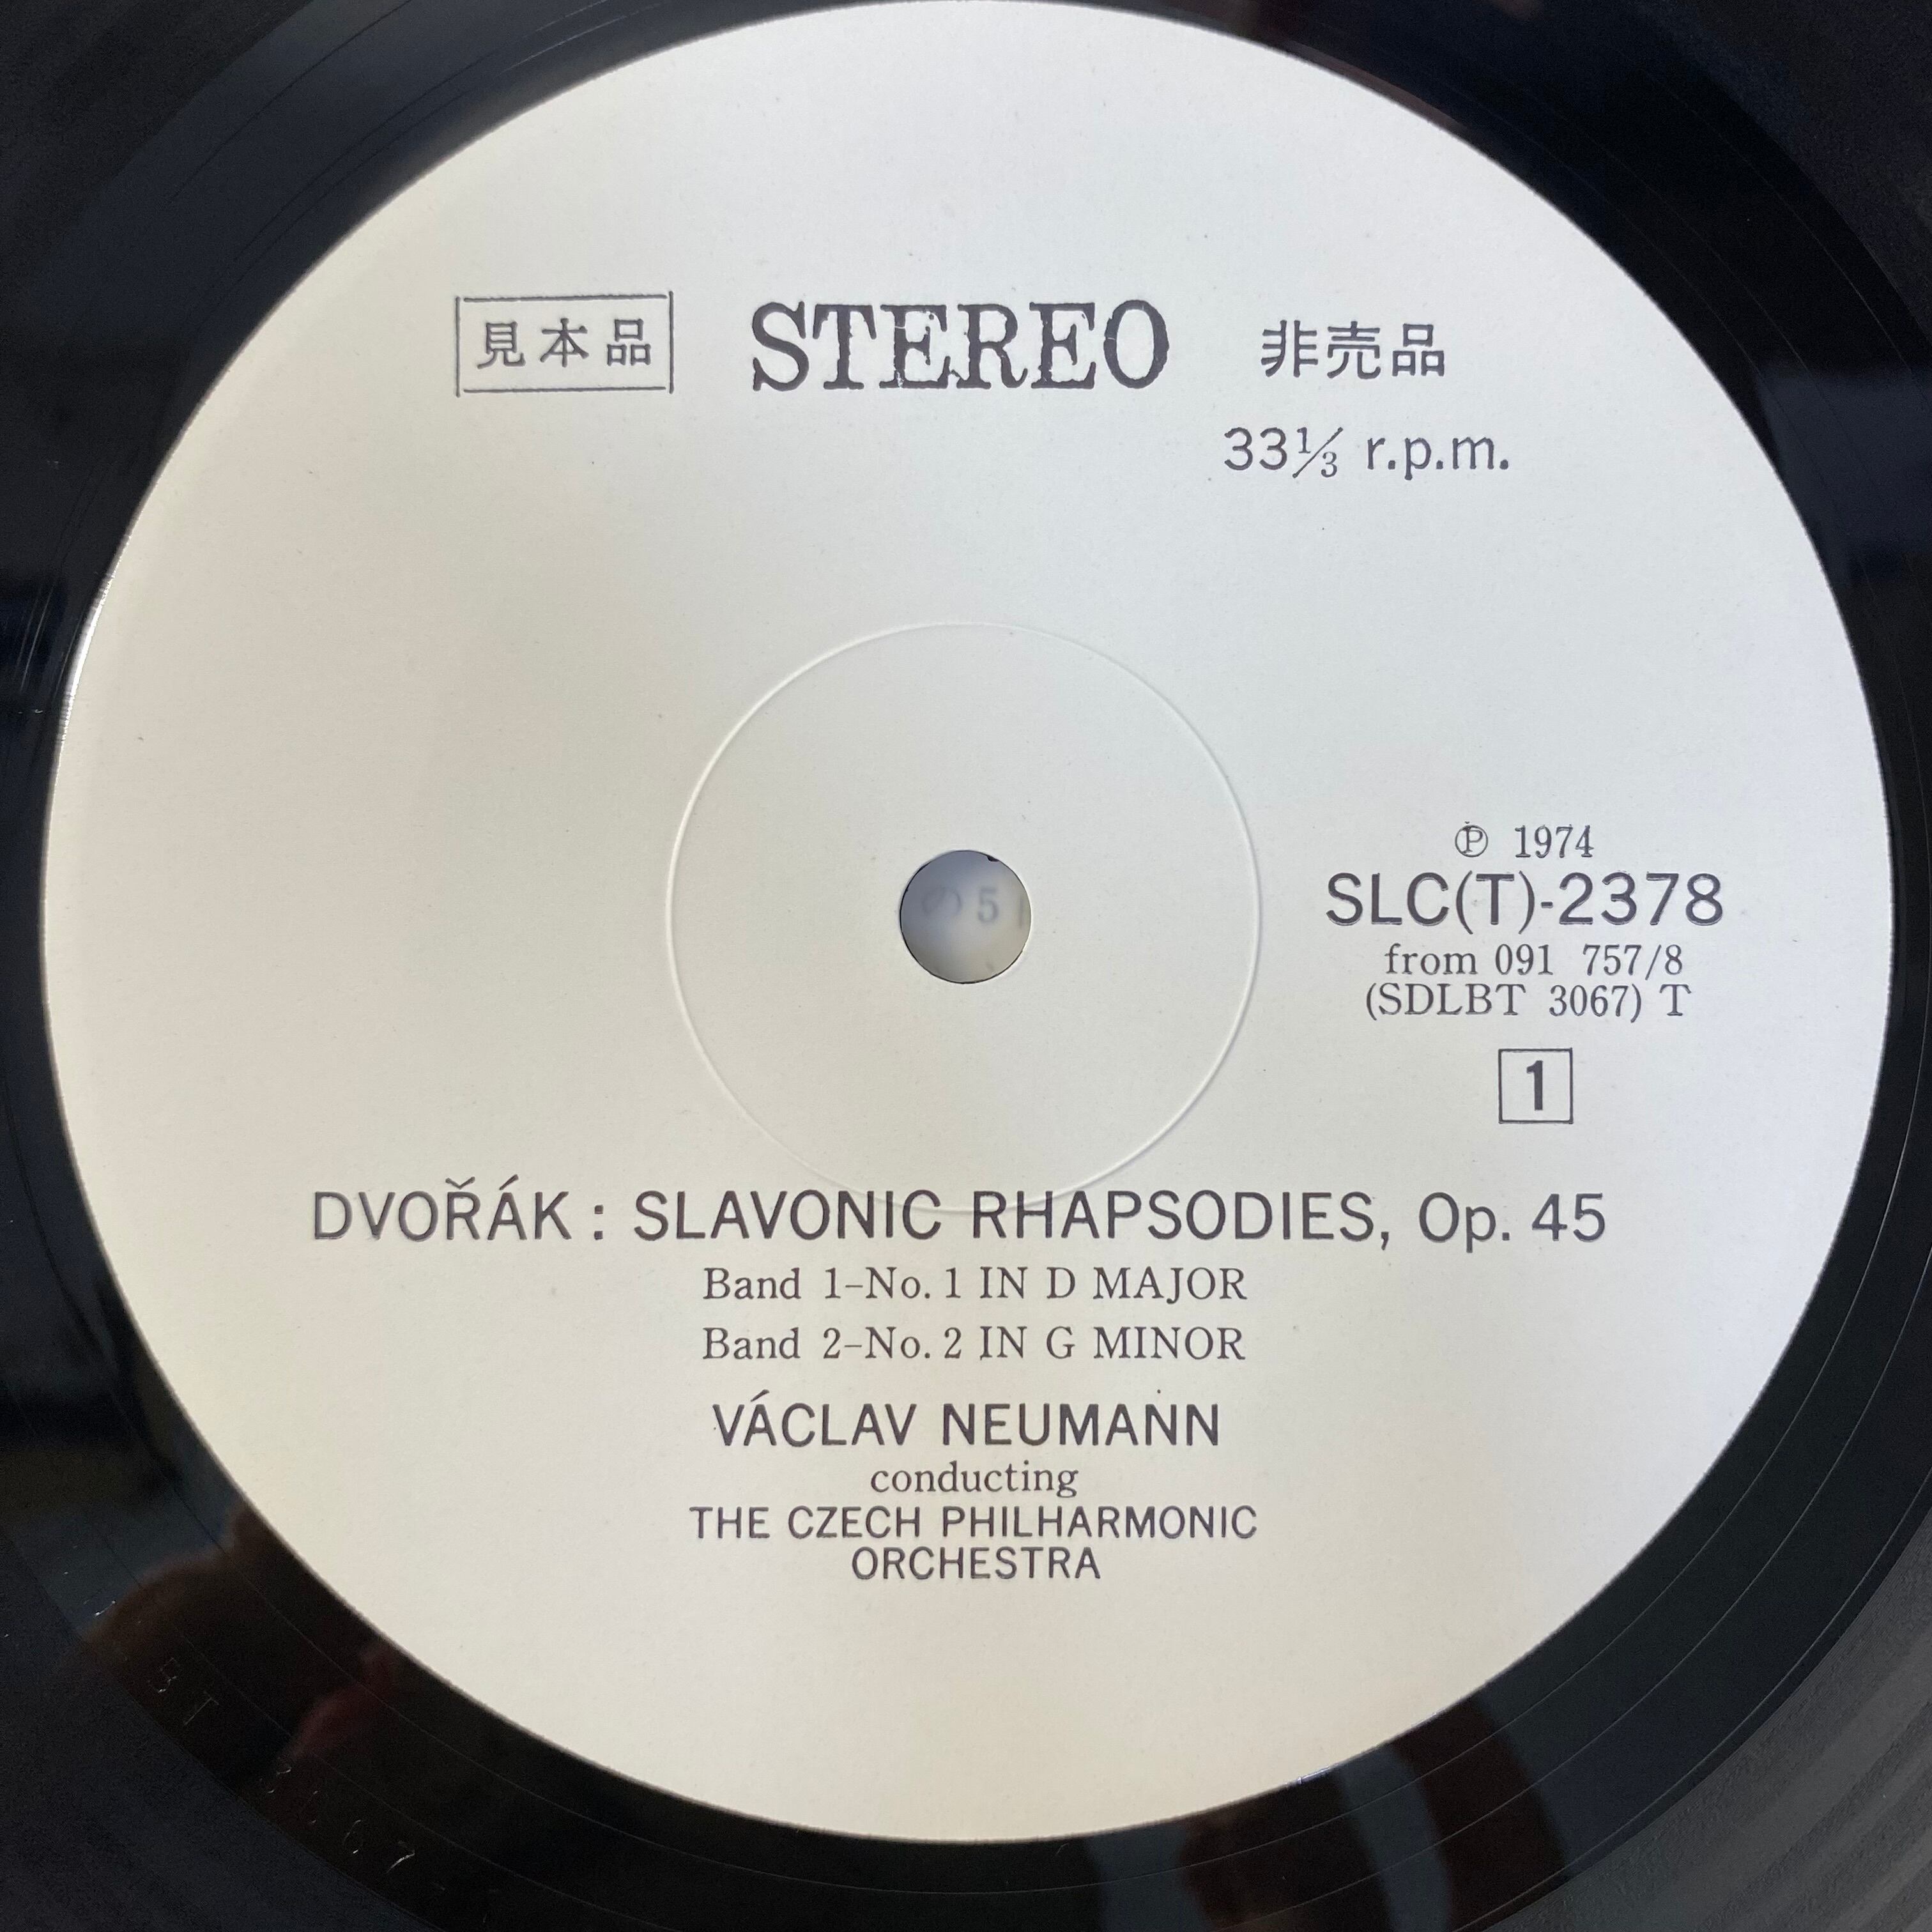 見本品 STEREO 非売品
33⅓ r.p.m.
Ⓟ 1974
の 5
SLC(T)-2378
from 091 757/8
(SDLBT 3067) T
1
DVOŘÁK : SLAVONIC RHAPSODIES, Op. 45
Band 1–No. 1 IN D MAJOR
Band 2–No. 2 IN G MINOR
VÁCLAV NEUMANN
conducting
THE CZECH PHILHARMONIC
ORCHESTRA